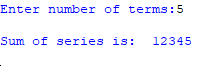 Enter number of terms:5
Sum of series is:  12345